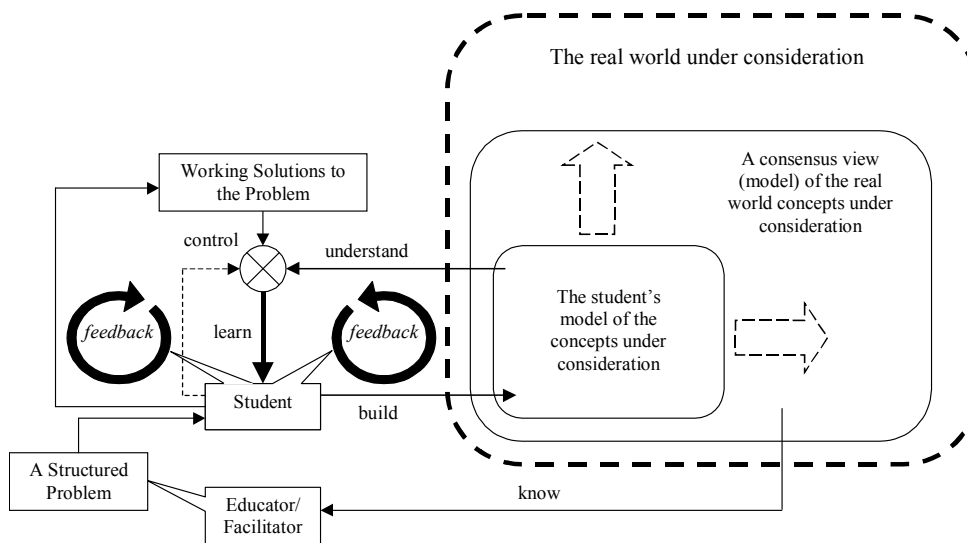 The real world under consideration
A consensus view
(model) of the real
world concepts under
consideration
Working Solutions to
the Problem
control
understand
The student’s
model of the
concepts under
consideration
feedback
learn
feedback
Student
build
A Structured
Problem
know
Educator/
Facilitator